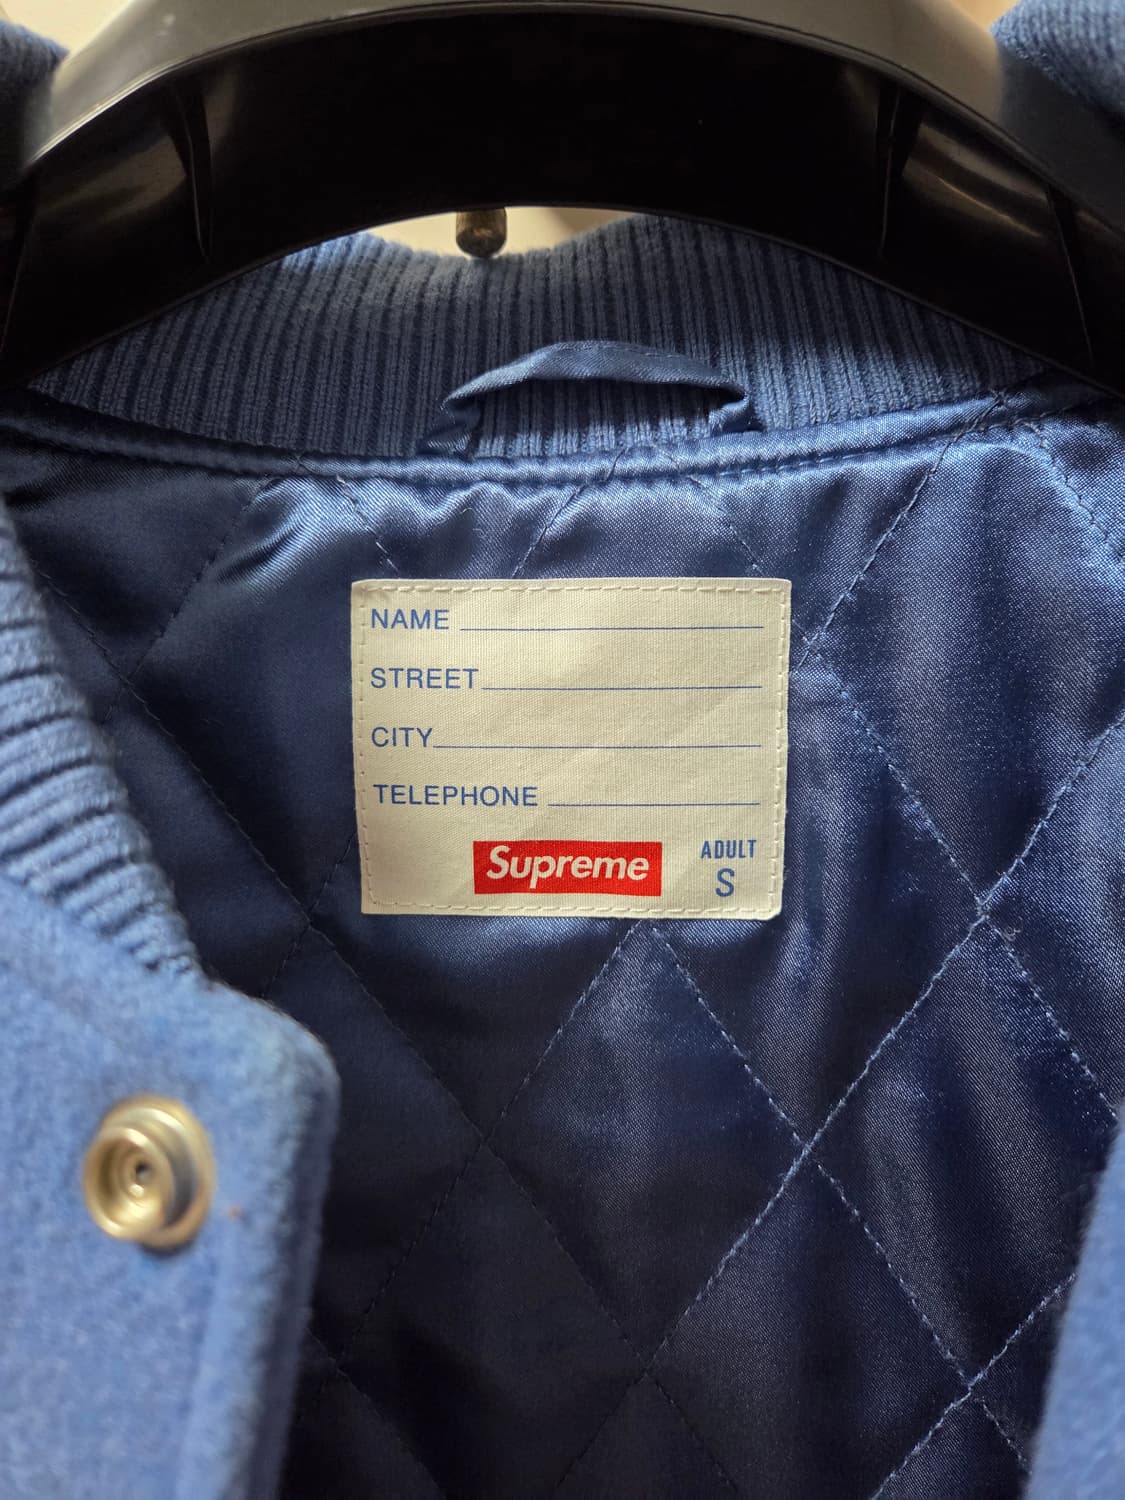 NAME
STREET
CITY
TELEPHONE
Supreme ADULT
S